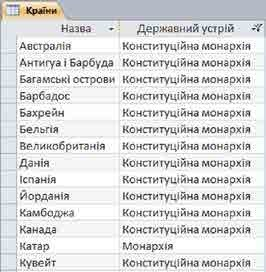 Країни
Назва Державний устрій
Австралія Конституційна монархія
Антигуа і Барбуда Конституційна монархія
Багамські острови Конституційна монархія
Барбадос Конституційна монархія
Бахрейн Конституційна монархія
Бельгія Конституційна монархія
Великобританія Конституційна монархія
Данія Конституційна монархія
Іспанія Конституційна монархія
Йорданія Конституційна монархія
Камбоджа Конституційна монархія
Канада Конституційна монархія
Катар Монархія
Кувейт Конституційна монархія